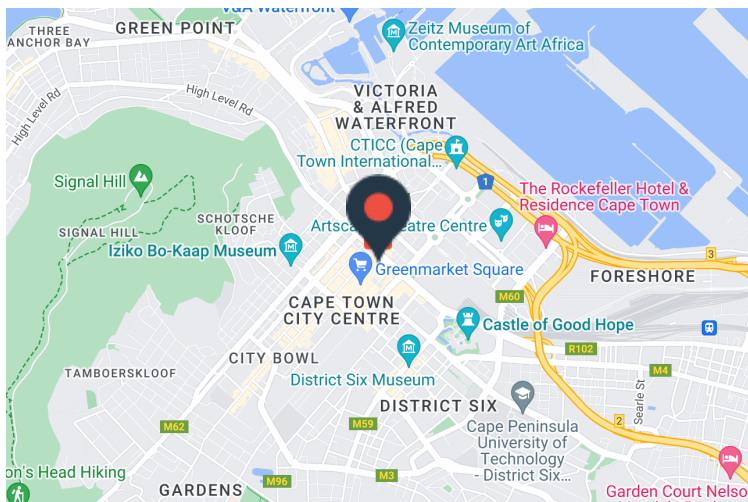 V&A Waterfront
THREE
ANCHOR BAY
GREEN POINT
Zeitz Museum of
Contemporary Art Africa
High Level Rd
High Level Rd
VICTORIA
& ALFRED
WATERFRONT
CTICC (Cape
Town International...
1
Signal Hill
The Rockefeller Hotel &
Residence Cape Town
SCHOTSCHE
KLOOF
SIGNAL HILL
Artsca
eatre Centre
Iziko Bo-Kaap Museum
3
Greenmarket Square
FORESHORE
M60
CAPE TOWN
CITY CENTRE
Castle of Good Hope
R102
CITY BOWL
M4
TAMBOERSKLOOF
District Six Museum
Searle St
DISTRICT SIX
M62
M59
2
Cape Peninsula
University of
Technology
- District Six...
on's Head Hiking
M96
M3
GARDENS
Garden Court Nelso